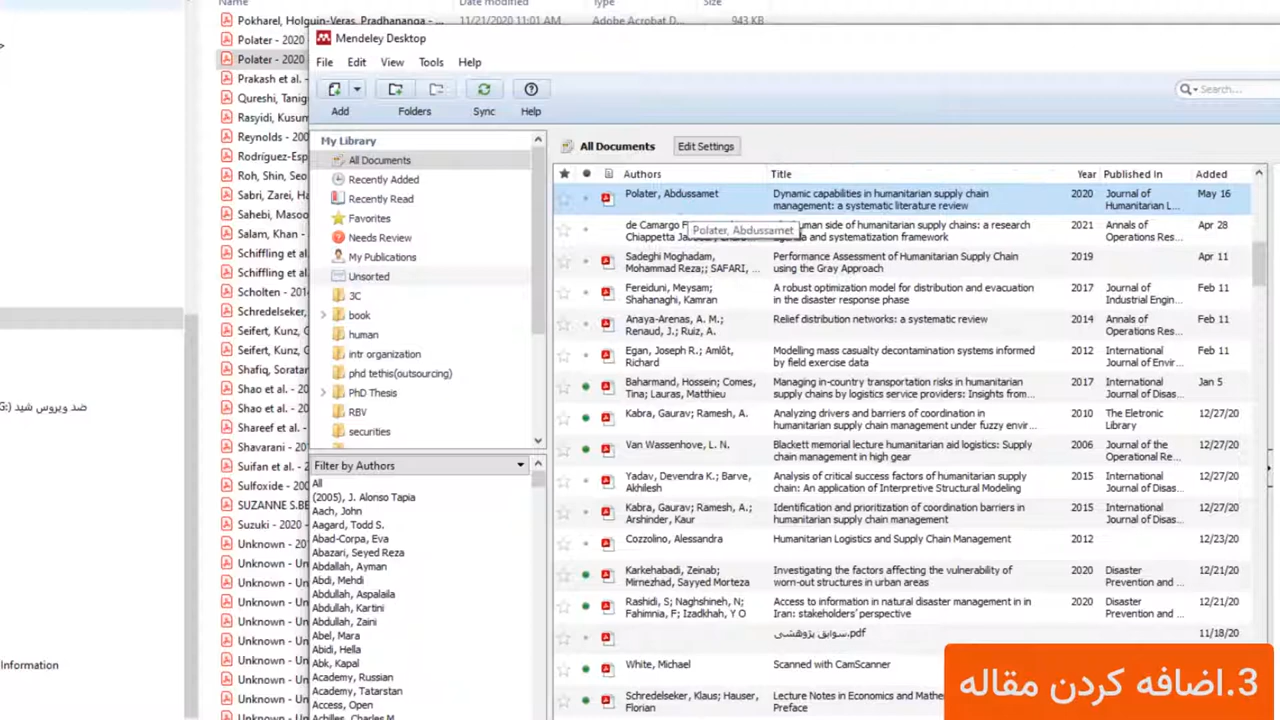 Name Date modified Type Size
Pokharel, Holguin-Veras, Pradhananga - ... 11/21/2020 11:01 AM Adobe Acrobat D... 943 KB
Polater - 2020
Polater - 2020
Prakash et al. -
Qureshi, Tanig
Rasyidi, Kusum
Reynolds - 200
Rodríguez-Esp
Roh, Shin, Seo
Sabri, Zarei, Ha
Sahebi, Masoo
Salam, Khan -
Schiffling et al.
Schiffling et al.
Scholten - 201
Schredelseker,
Seifert, Kunz, G
Seifert, Kunz, G
Shafiq, Soratan
Shao et al. - 20
Shao et al. - 20
Shareef et al. -
Shavarani - 20
Suifan et al. -
Sulfoxide - 200
SUZANNE S.BE
Suzuki - 2020 -
Unknown - 20
Unknown - Un
Unknown - Un
Unknown - Un
Unknown - Un
Unknown - Un
Unknown - Un
Unknown - Un
Unknown - Un
Unknown - Un
ضد ویروس شید (G:)
Information
Mendeley Desktop
File Edit View Tools Help
Search...
Add Folders Sync Help
My Library
All Documents
Recently Added
Recently Read
Favorites
Needs Review
My Publications
Unsorted
3C
book
human
intr organization
phd tethis(outsourcing)
PhD Thesis
RBV
securities
Filter by Authors
All
(2005), J. Alonso Tapia
Aach, John
Aagard, Todd S.
Abad-Corpa, Eva
Abazari, Seyed Reza
Abdallah, Ayman
Abdi, Mehdi
Abdullah, Aspalaila
Abdullah, Kartini
Abdullah, Zaini
Abel, Mara
Abidi, Hella
Abk, Kapal
Academy, Russian
Academy, Tatarstan
Access, Open
Achilles, Charles M.
All Documents Edit Settings
Authors Title Year Published In Added
Polater, Abdussamet Dynamic capabilities in humanitarian supply chain 2020 Journal of May 16
management: a systematic literature review Humanitarian L...
de Camargo F human side of humanitarian supply chains: a research 2021 Annals of Apr 28
Chiappetta and systematization framework Operations Res...
Polater, Abdussamet
Sadeghi Moghadam, Performance Assessment of Humanitarian Supply Chain 2019 Apr 11
Mohammad Reza;; SAFARI, ... using the Gray Approach
Fereiduni, Meysam; A robust optimization model for distribution and evacuation 2017 Journal of Feb 11
Shahanaghi, Kamran in the disaster response phase Industrial Engin...
Anaya-Arenas, A. M.; Relief distribution networks: a systematic review 2014 Annals of Feb 11
Renaud, J.; Ruiz, A. Operations Res...
Egan, Joseph R.; Amlôt, Modelling mass casualty decontamination systems informed 2012 International Feb 11
Richard by field exercise data Journal of Envir...
Baharmand, Hossein; Comes, Managing in-country transportation risks in humanitarian 2017 International Jan 5
Tina; Lauras, Matthieu supply chains by logistics service providers: Insights from... Journal of Disas...
Kabra, Gaurav; Ramesh, A. Analyzing drivers and barriers of coordination in 2010 The Eletronic 12/27/20
humanitarian supply chain management under fuzzy envir... Library
Van Wassenhove, L. N. Blackett memorial lecture humanitarian aid logistics: Supply 2006 Journal of the 12/27/20
chain management in high gear Operational Re...
Yadav, Devendra K.; Barve, Analysis of critical success factors of humanitarian supply 2015 International 12/27/20
Akhilesh chain: An application of Interpretive Structural Modeling Journal of Disas...
Kabra, Gaurav; Ramesh, A.; Identification and prioritization of coordination barriers in 2015 International 12/27/20
Arshinder, Kaur humanitarian supply chain management Journal of Disas...
Cozzolino, Alessandra Humanitarian Logistics and Supply Chain Management 2012 12/23/20
Karkehabadi, Zeinab; Investigating the factors affecting the vulnerability of 2020 Disaster 12/21/20
Mirnezhad, Sayyed Morteza worn-out structures in urban areas Prevention and ...
Rashidi, S; Naghshineh, N; Access to information in natural disaster management in in 2020 Disaster 12/21/20
Fahimnia, F; Izadkhah, Y O Iran: stakeholders' perspective Prevention and ...
سوابق پژوهشی.pdf 11/18/20
White, Michael Scanned with CamScanner
Schredelseker, Klaus; Hauser, Lecture Notes in Economics and Mathe
Florian Preface
3.اضافه کردن مقاله